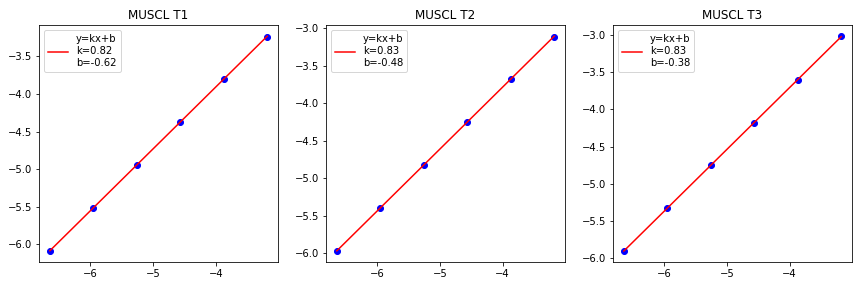 MUSCL T1
y=kx+b
k=0.82
b=-0.62
−3.5
−4.0
−4.5
−5.0
−5.5
−6.0
−6
−5
−4
MUSCL T2
y=kx+b
k=0.83
b=-0.48
−3.0
−3.5
−4.0
−4.5
−5.0
−5.5
−6.0
−6
−5
−4
MUSCL T3
y=kx+b
k=0.83
b=-0.38
−3.0
−3.5
−4.0
−4.5
−5.0
−5.5
−6.0
−6
−5
−4